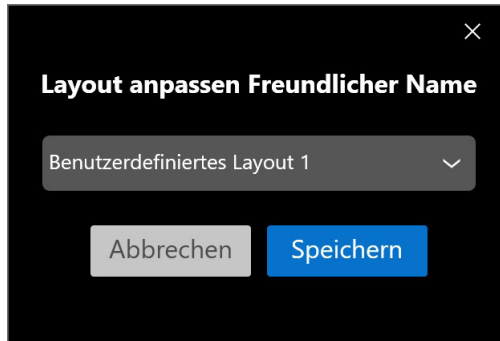 Layout anpassen Freundlicher Name
Benutzerdefiniertes Layout 1
Abbrechen
Speichern